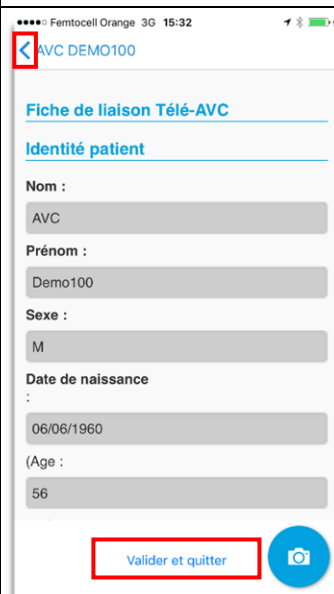 Femtocell Orange 3G 15:32
AVC DEMO100
Fiche de liaison Télé-AVC
Identité patient
Nom :
AVC
Prénom :
Demo100
Sexe :
M
Date de naissance
:
06/06/1960
(Age :
56
Valider et quitter